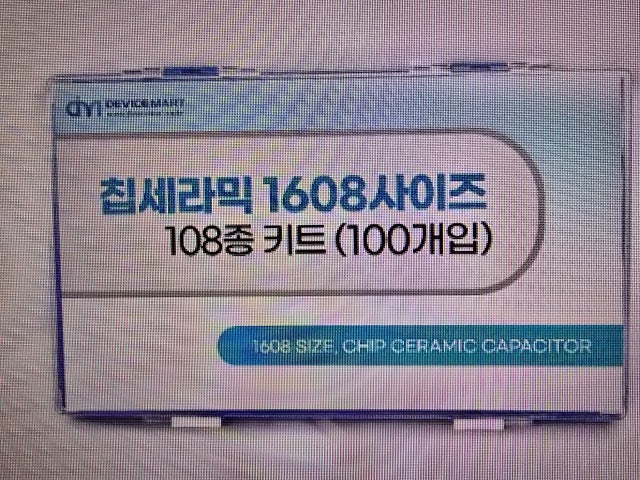 DEVICEMART
칩세라믹 1608사이즈
108종 키트 (100개입)
1608 SIZE, CHIP CERAMIC CAPACITOR